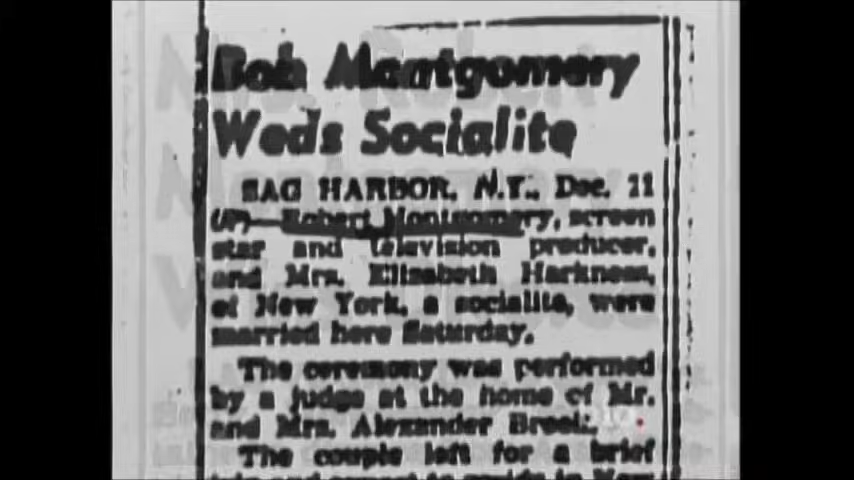 Bob Montgomery
Weds Socialite
SAG HARBOR, N.Y., Dec. 11
(AP)—Robert Montgomery, screen
star and television producer,
and Mrs. Elizabeth Harkness,
of New York, a socialite, were
married here Saturday.
The ceremony was performed
by a judge at the home of Mr.
and Mrs. Alexander
The couple left for a brief